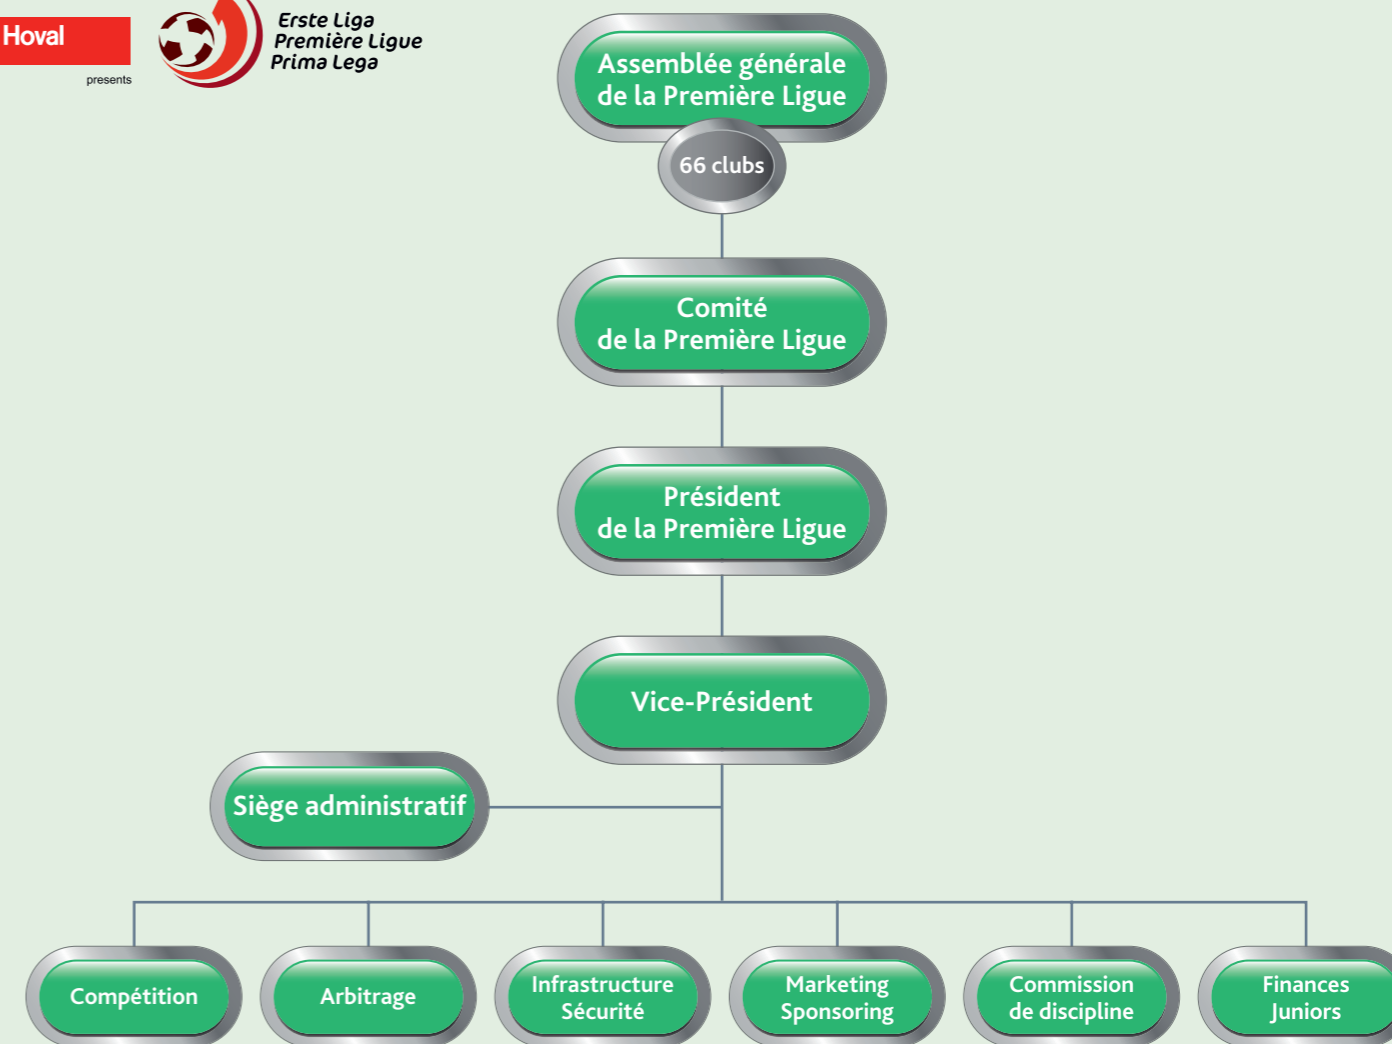 Hoval
presents
Erste Liga
Première Ligue
Prima Lega
Assemblée générale
de la Première Ligue
66 clubs
Comité
de la Première Ligue
Président
de la Première Ligue
Vice-Président
Siège administratif
Compétition
Arbitrage
Infrastructure
Sécurité
Marketing
Sponsoring
Commission
de discipline
Finances
Juniors